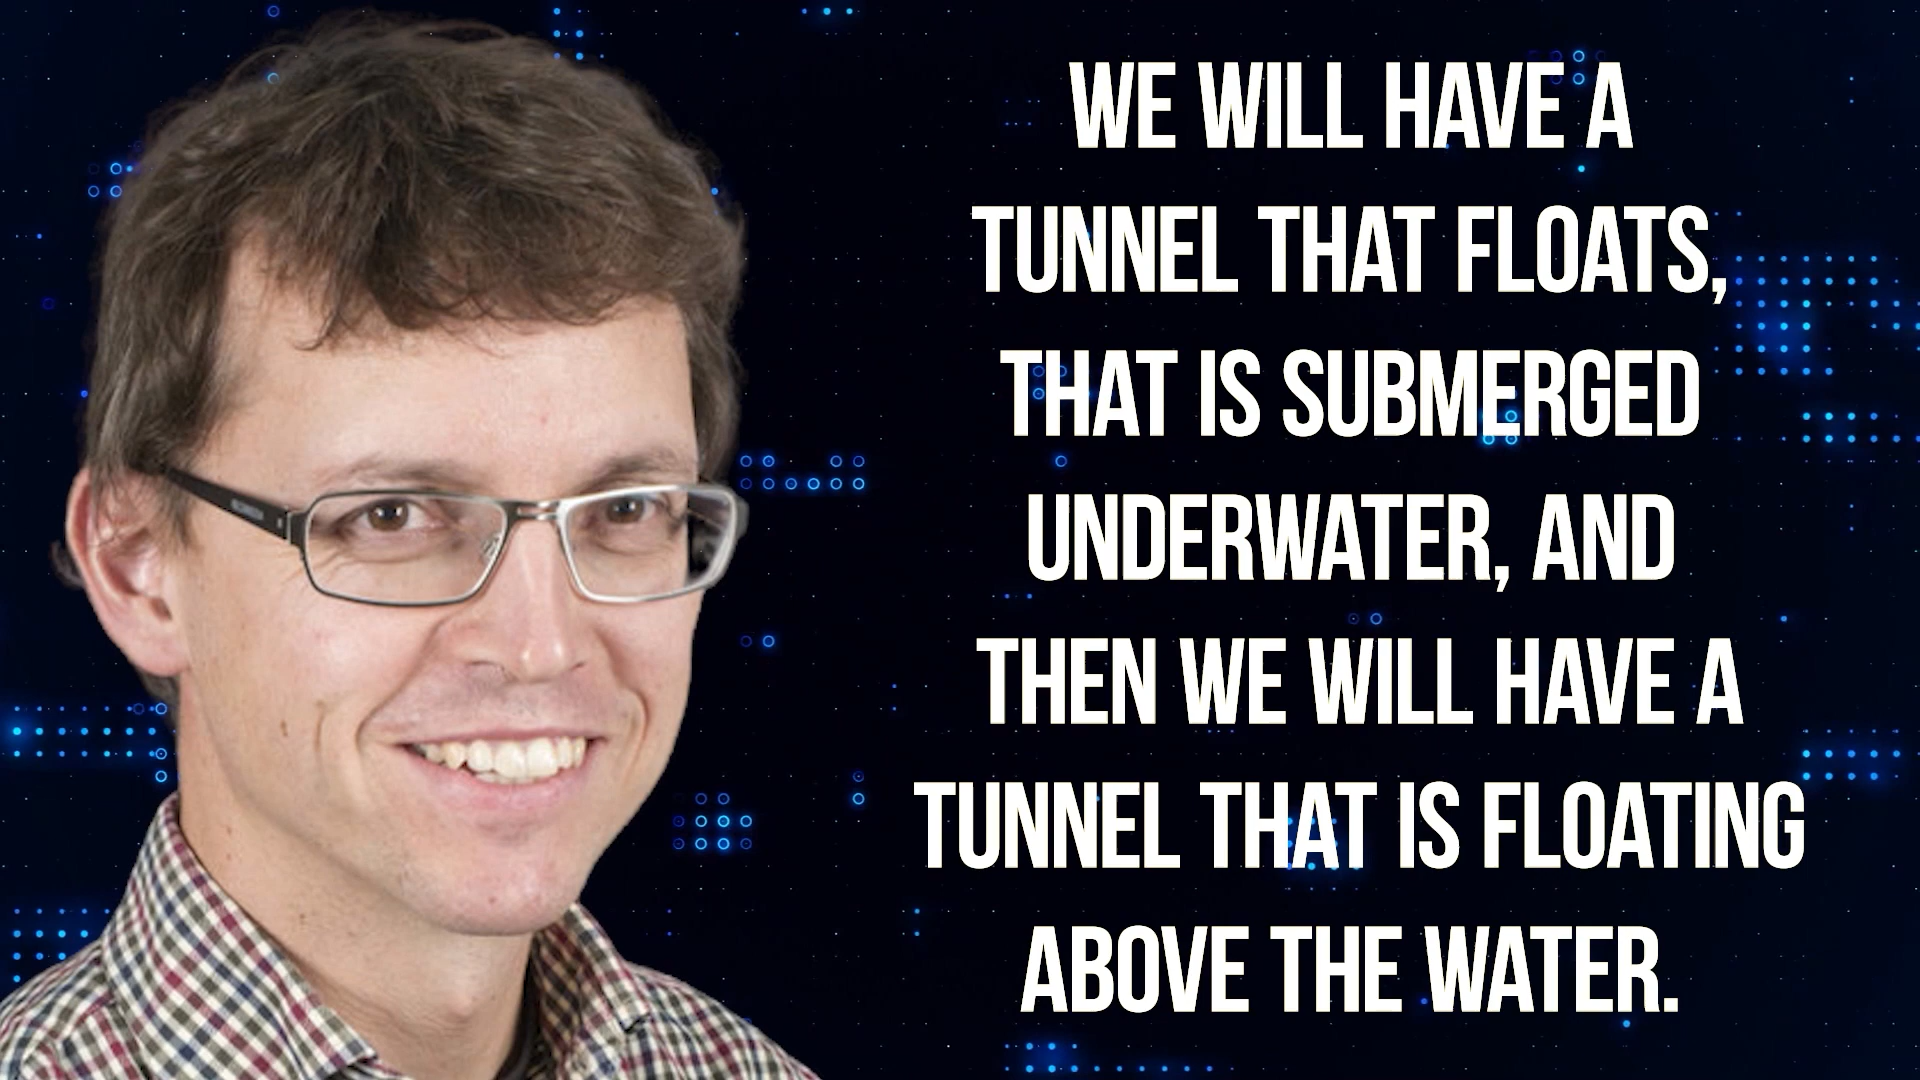 WE WILL HAVE A
TUNNEL THAT FLOATS,
THAT IS SUBMERGED
UNDERWATER, AND
THEN WE WILL HAVE A
TUNNEL THAT IS FLOATING
ABOVE THE WATER.